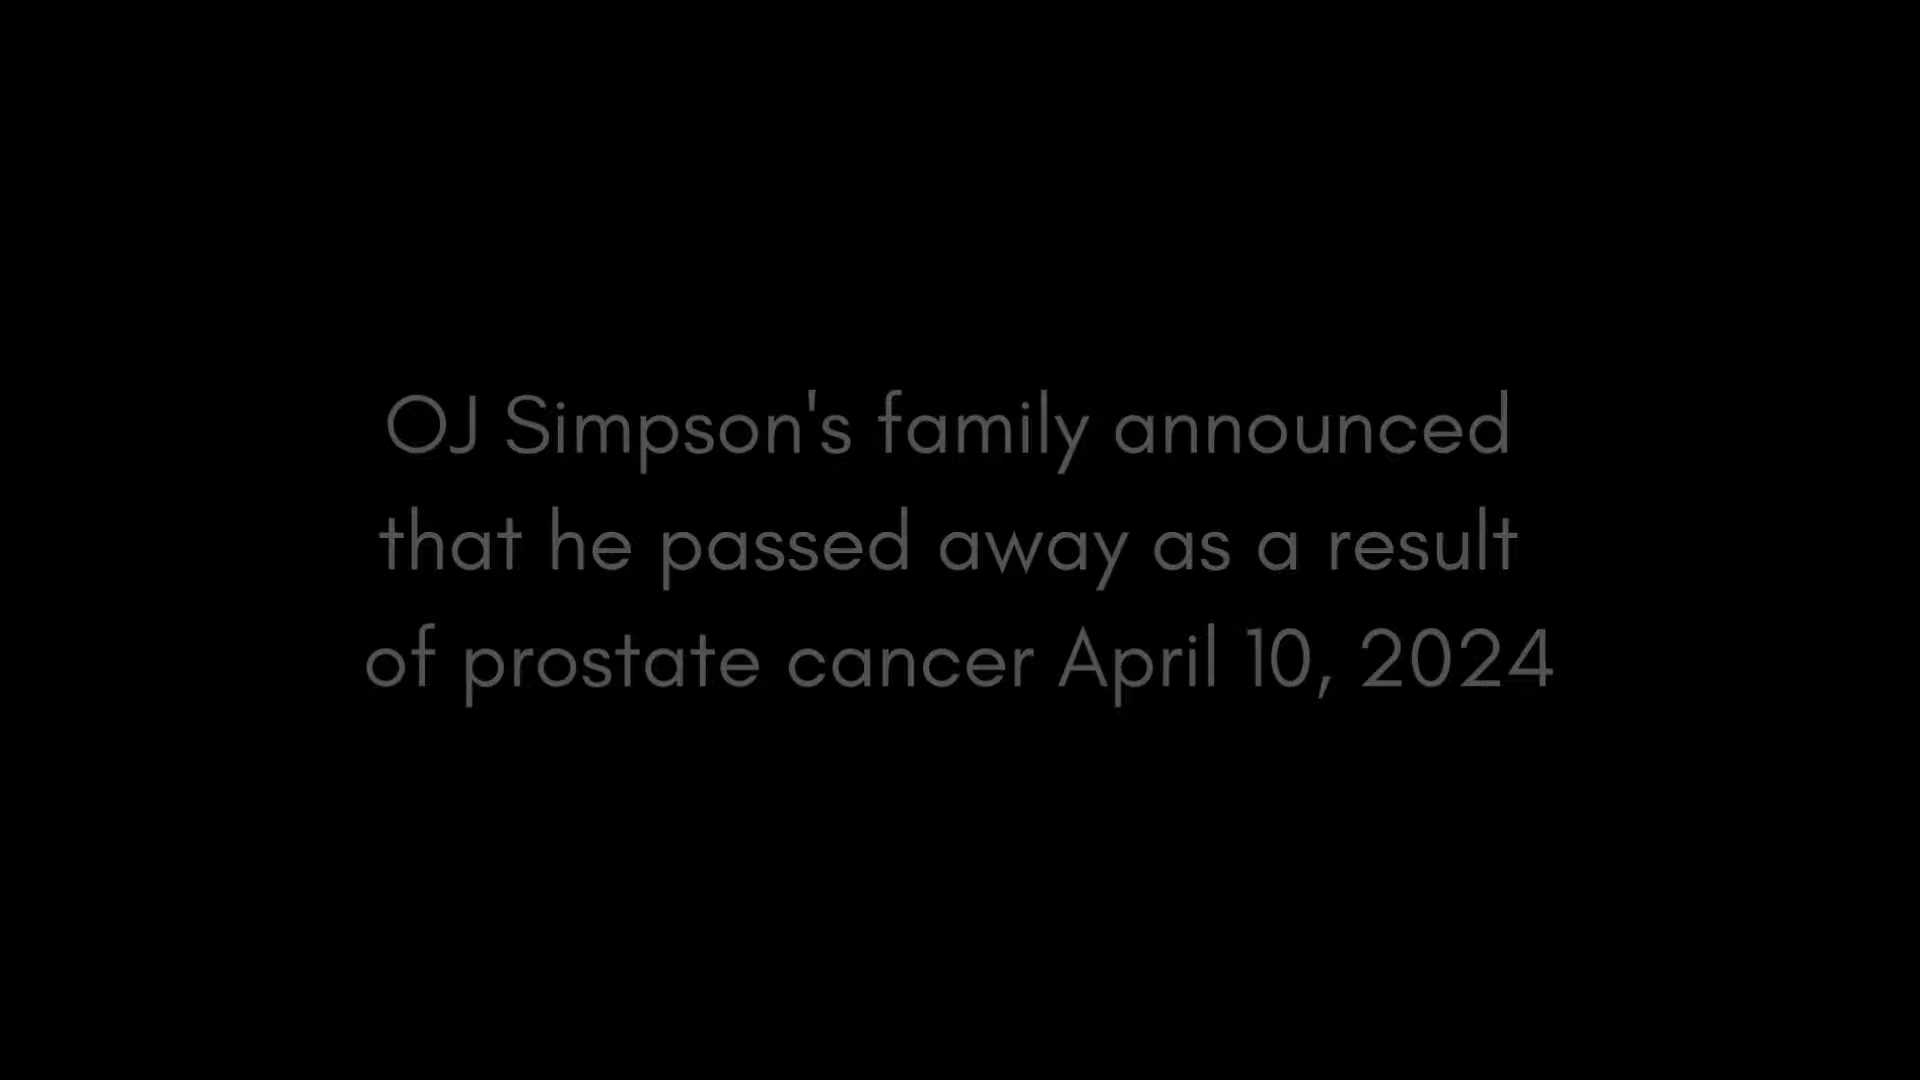 OJ Simpson's family announced
that he passed away as a result
of prostate cancer April 10, 2024